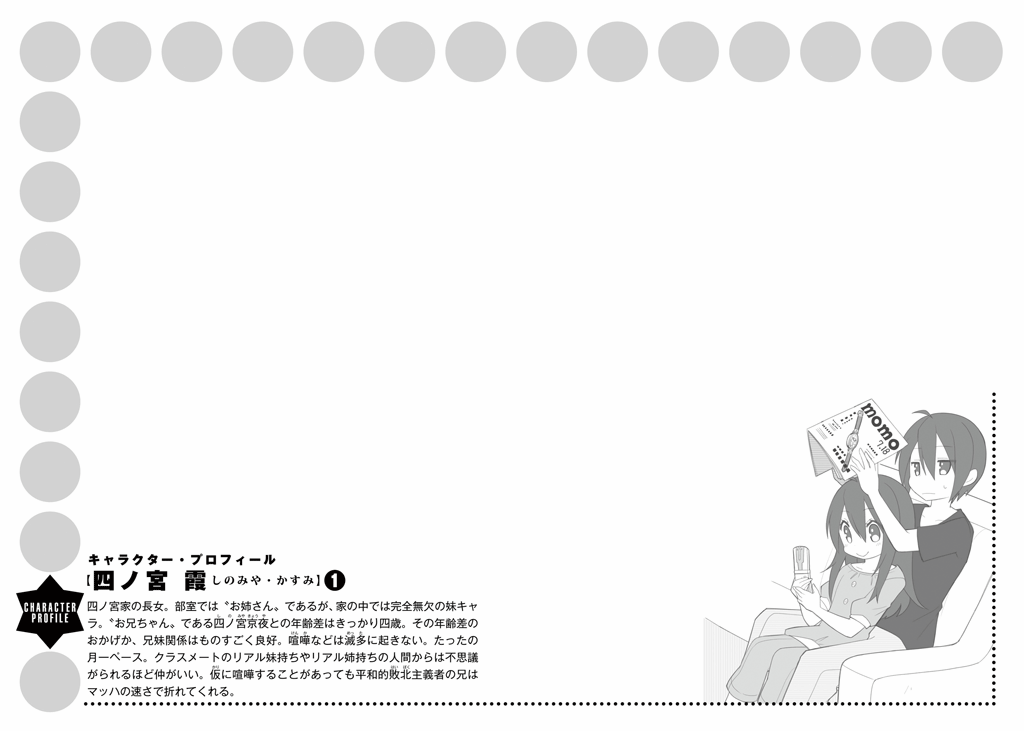 キャラクター・プロフィール
【四ノ宮 霞 しのみや・かすみ】❶
四ノ宮家の長女。部室では〝お姉さん〟であるが、家の中では完全無欠の妹キャ
ラ。〝お兄ちゃん〟である四ノ宮京夜との年齢差はきっかり四歳。その年齢差の
おかげか、兄妹関係はものすごく良好。喧嘩などは滅多に起きない。たったの
月一ペース。クラスメートのリアル妹持ちやリアル姉持ちの人間からは不思議
がられるほど仲がいい。仮に喧嘩することがあっても平和的敗北主義者の兄は
マッハの速さで折れてくれる。
CHARACTER
PROFILE
momo
7.18